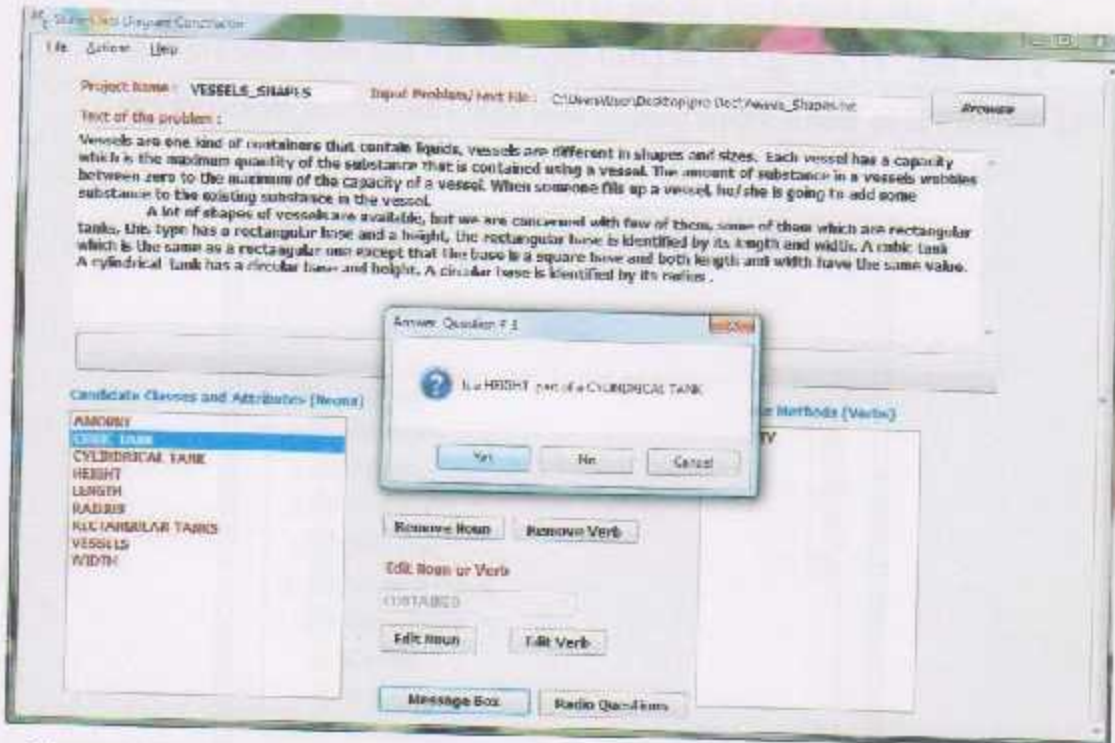 Class Diagram Constructor
File Actions Help
Project Name : VESSELS_SHAPES Input Problem/Text File : Browse
Text of the problem :
Vessels are one kind of containers that contain liquids, vessels are different in shapes and sizes. Each vessel has a capacity
which is the maximum quantity of the substance that is contained using a vessel. The amount of substance in a vessels wobbles
between zero to the maximum of the capacity of a vessel. When someone fills up a vessel, he/she is going to add some
substance to the existing substance in the vessel.
A lot of shapes of vessels are available, but we are concerned with few of them, some of them which are rectangular
tanks, this type has a rectangular base and a height, the rectangular base is identified by its length and width. A cubic tank
which is the same as a rectangular one except that the base is a square base and both length and width have the same value.
A cylindrical tank has a circular base and height. A circular base is identified by its radius .
Answer Question # 1
Is a HEIGHT part of a CYLINDRICAL TANK
Yes No Cancel
Candidate Classes and Attributes (Nouns)
AMOUNT
CUBIC TANK
CYLINDRICAL TANK
HEIGHT
LENGTH
RADIUS
RECTANGULAR TANKS
VESSELS
WIDTH
Methods (Verbs)
TY
Remove Noun Remove Verb
Edit Noun or Verb
CONTAINED
Edit Noun Edit Verb
Message Box Radio Questions